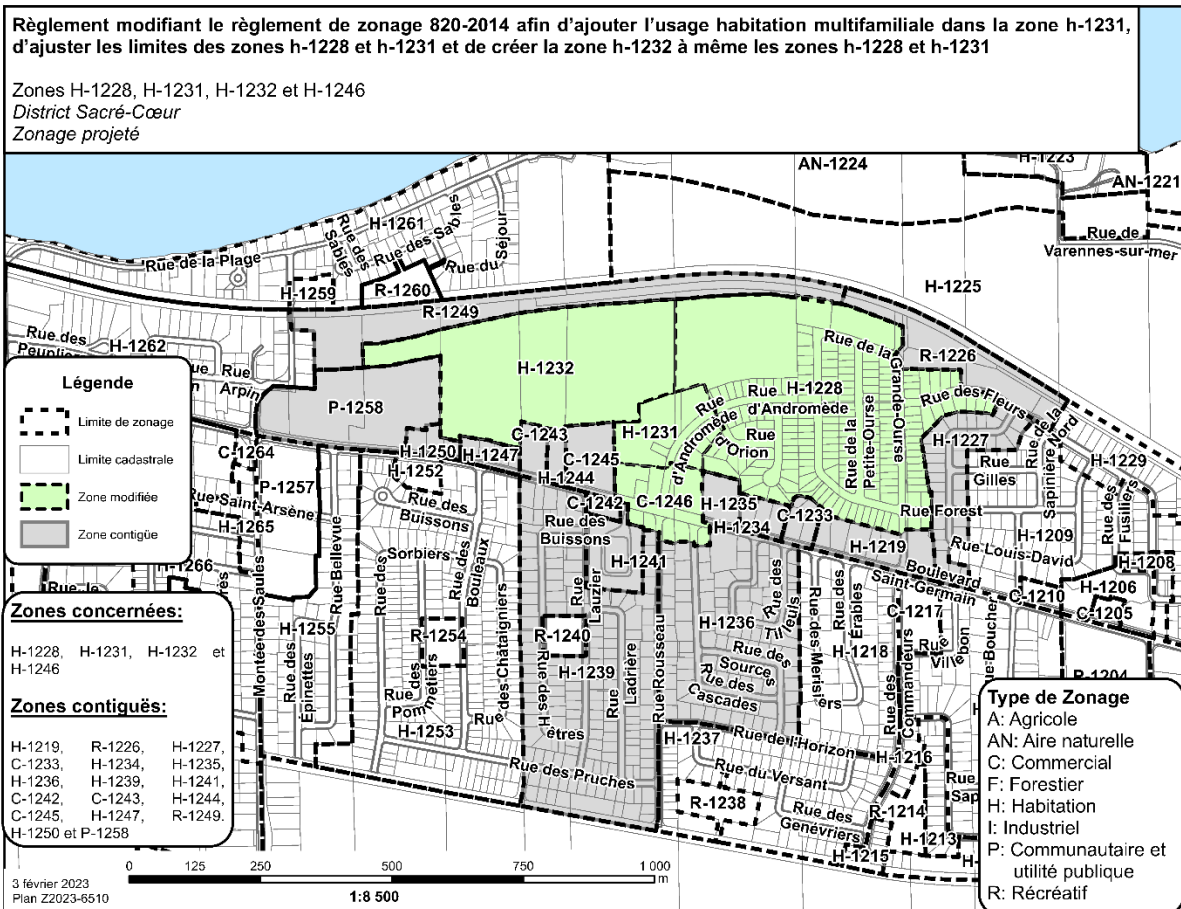 Règlement modifiant le règlement de zonage 820-2014 afin d'ajouter l'usage habitation multifamiliale dans la zone h-1231,
d'ajuster les limites des zones h-1228 et h-1231 et de créer la zone h-1232 à même les zones h-1228 et h-1231
Zones H-1228, H-1231, H-1232 et H-1246
District Sacré-Cœur
Zonage projeté
AN-1224
H-1223
AN-1221
Rue de
Varennes-sur-mer
H-1261
Rue des
Sables
Rue des Sables
Rue du
Séjour
Rue de la Plage
H-1259
R-1260
R-1249
H-1225
Rue des
H-1262
Rue
Arpin
H-1232
Rue de la
Grande-Ourse
R-1226
P-1258
H-1228
Rue
d'Andromède
Rue
d'Andromède
Rue
d'Orion
Rue de la
Petite-Ourse
Rue des Fleurs
H-1227
Rue de la
Sapinière Nord
H-1231
C-1243
H-1250
H-1247
C-1245
H-1244
H-1252
C-1264
P-1257
Rue Saint-Arsène
H-1265
Rue des
Buissons
C-1242
C-1246
H-1235
H-1234
C-1233
Rue Forest
Rue
Gilles
H-1229
Rue des
Fusiliers
H-1209
Rue Louis-David
H-1219
Boulevard
Saint-Germain
H-1208
H-1206
C-1210
C-1205
Rue des
Buissons
H-1241
Rue
Lauzier
Sorbiers
Rue des
Rue des
Bouleaux
Rue Bellevue
Montée des Saules
H-1255
Rue des
Épinettes
R-1254
Rue des
Pommetiers
Rue des Châtaigniers
R-1240
H-1239
Rue des Hêtres
Rue
Ladrière
Rue Rousseau
H-1236
Rue des
Tilleuls
Rue des
Sources
Rue des
Cascades
Rue des Merisiers
Rue des
Érables
H-1218
Rue des
Commandeurs
C-1217
Rue
Villebon
Rue Boucher
P-1204
H-1253
Rue des Pruches
H-1237
Rue de l'Horizon
Rue du Versant
H-1216
R-1238
Rue des
Genévriers
R-1214
H-1213
H-1215
Légende
Limite de zonage
Limite cadastrale
Zone modifiée
Zone contigüe
Zones concernées:
H-1228, H-1231, H-1232 et
H-1246
Zones contiguës:
H-1219, R-1226, H-1227,
C-1233, H-1234, H-1235,
H-1236, H-1239, H-1241,
C-1242, C-1243, H-1244,
C-1245, H-1247, R-1249.
H-1250 et P-1258
Type de Zonage
A: Agricole
AN: Aire naturelle
C: Commercial
F: Forestier
H: Habitation
I: Industriel
P: Communautaire et
utilité publique
R: Récréatif
0 125 250 500 750 1 000
m
1:8 500
3 février 2023
Plan Z2023-6510